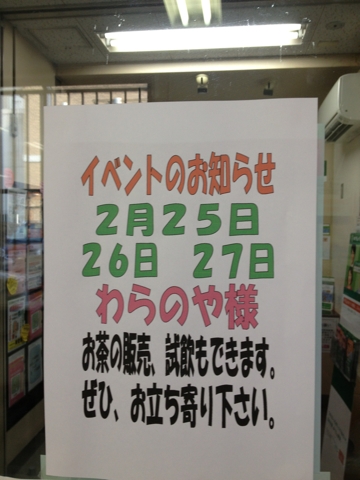 イベントのお知らせ
2月25日
26日 27日
わらのや様
お茶の販売、試飲もできます。
ぜひ、お立ち寄り下さい。